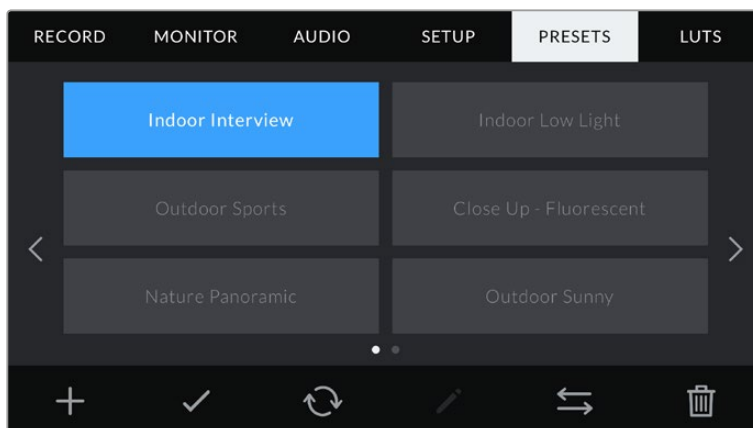 RECORD MONITOR AUDIO SETUP PRESETS LUTS
Indoor Interview Indoor Low Light
Outdoor Sports Close Up - Fluorescent
Nature Panoramic Outdoor Sunny